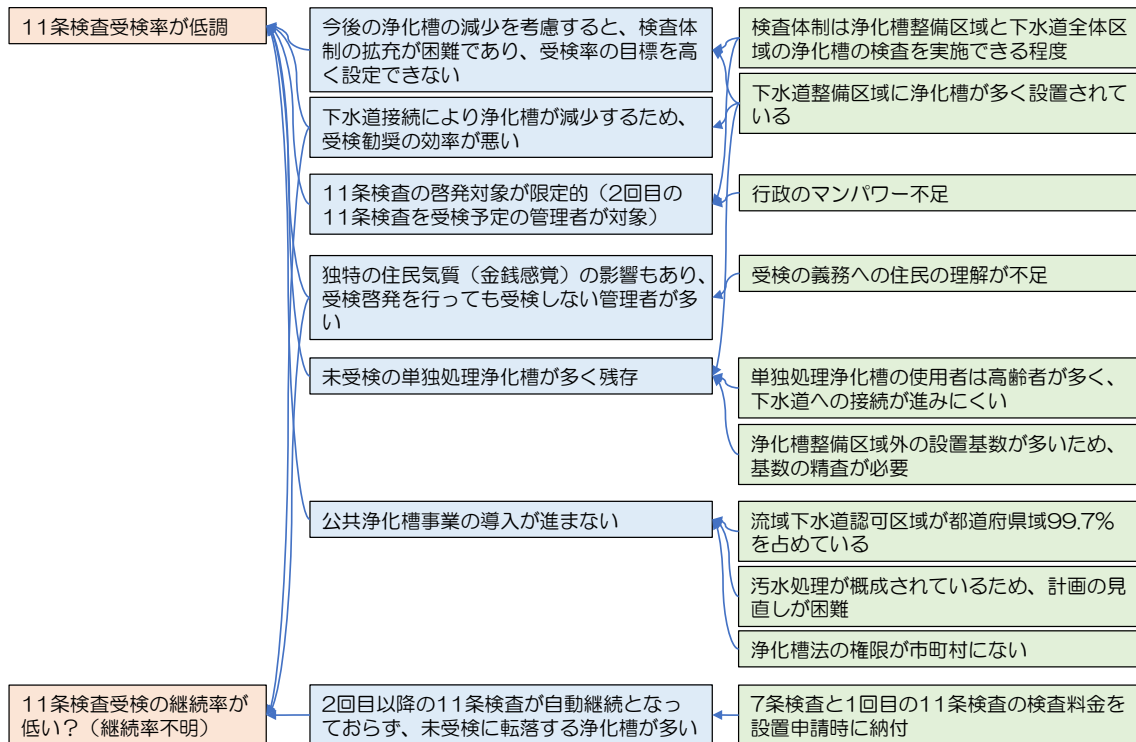 11条検査受検率が低調
今後の浄化槽の減少を考慮すると、検査体
制の拡充が困難であり、受検率の目標を高
く設定できない
下水道接続により浄化槽が減少するため、
受検勧奨の効率が悪い
11条検査の啓発対象が限定的（2回目の
11条検査を受検予定の管理者が対象）
独特の住民気質（金銭感覚）の影響もあり、
受検啓発を行っても受検しない管理者が多
い
未受検の単独処理浄化槽が多く残存
公共浄化槽事業の導入が進まない
検査体制は浄化槽整備区域と下水道全体区
域の浄化槽の検査を実施できる程度
下水道整備区域に浄化槽が多く設置されて
いる
行政のマンパワー不足
受検の義務への住民の理解が不足
単独処理浄化槽の使用者は高齢者が多く、
下水道への接続が進みにくい
浄化槽整備区域外の設置基数が多いため、
基数の精査が必要
流域下水道認可区域が都道府県域99.7%
を占めている
汚水処理が概成されているため、計画の見
直しが困難
浄化槽法の権限が市町村にない
11条検査受検の継続率が
低い？（継続率不明）
2回目以降の11条検査が自動継続となっ
ておらず、未受検に転落する浄化槽が多い
7条検査と1回目の11条検査の検査料金を
設置申請時に納付